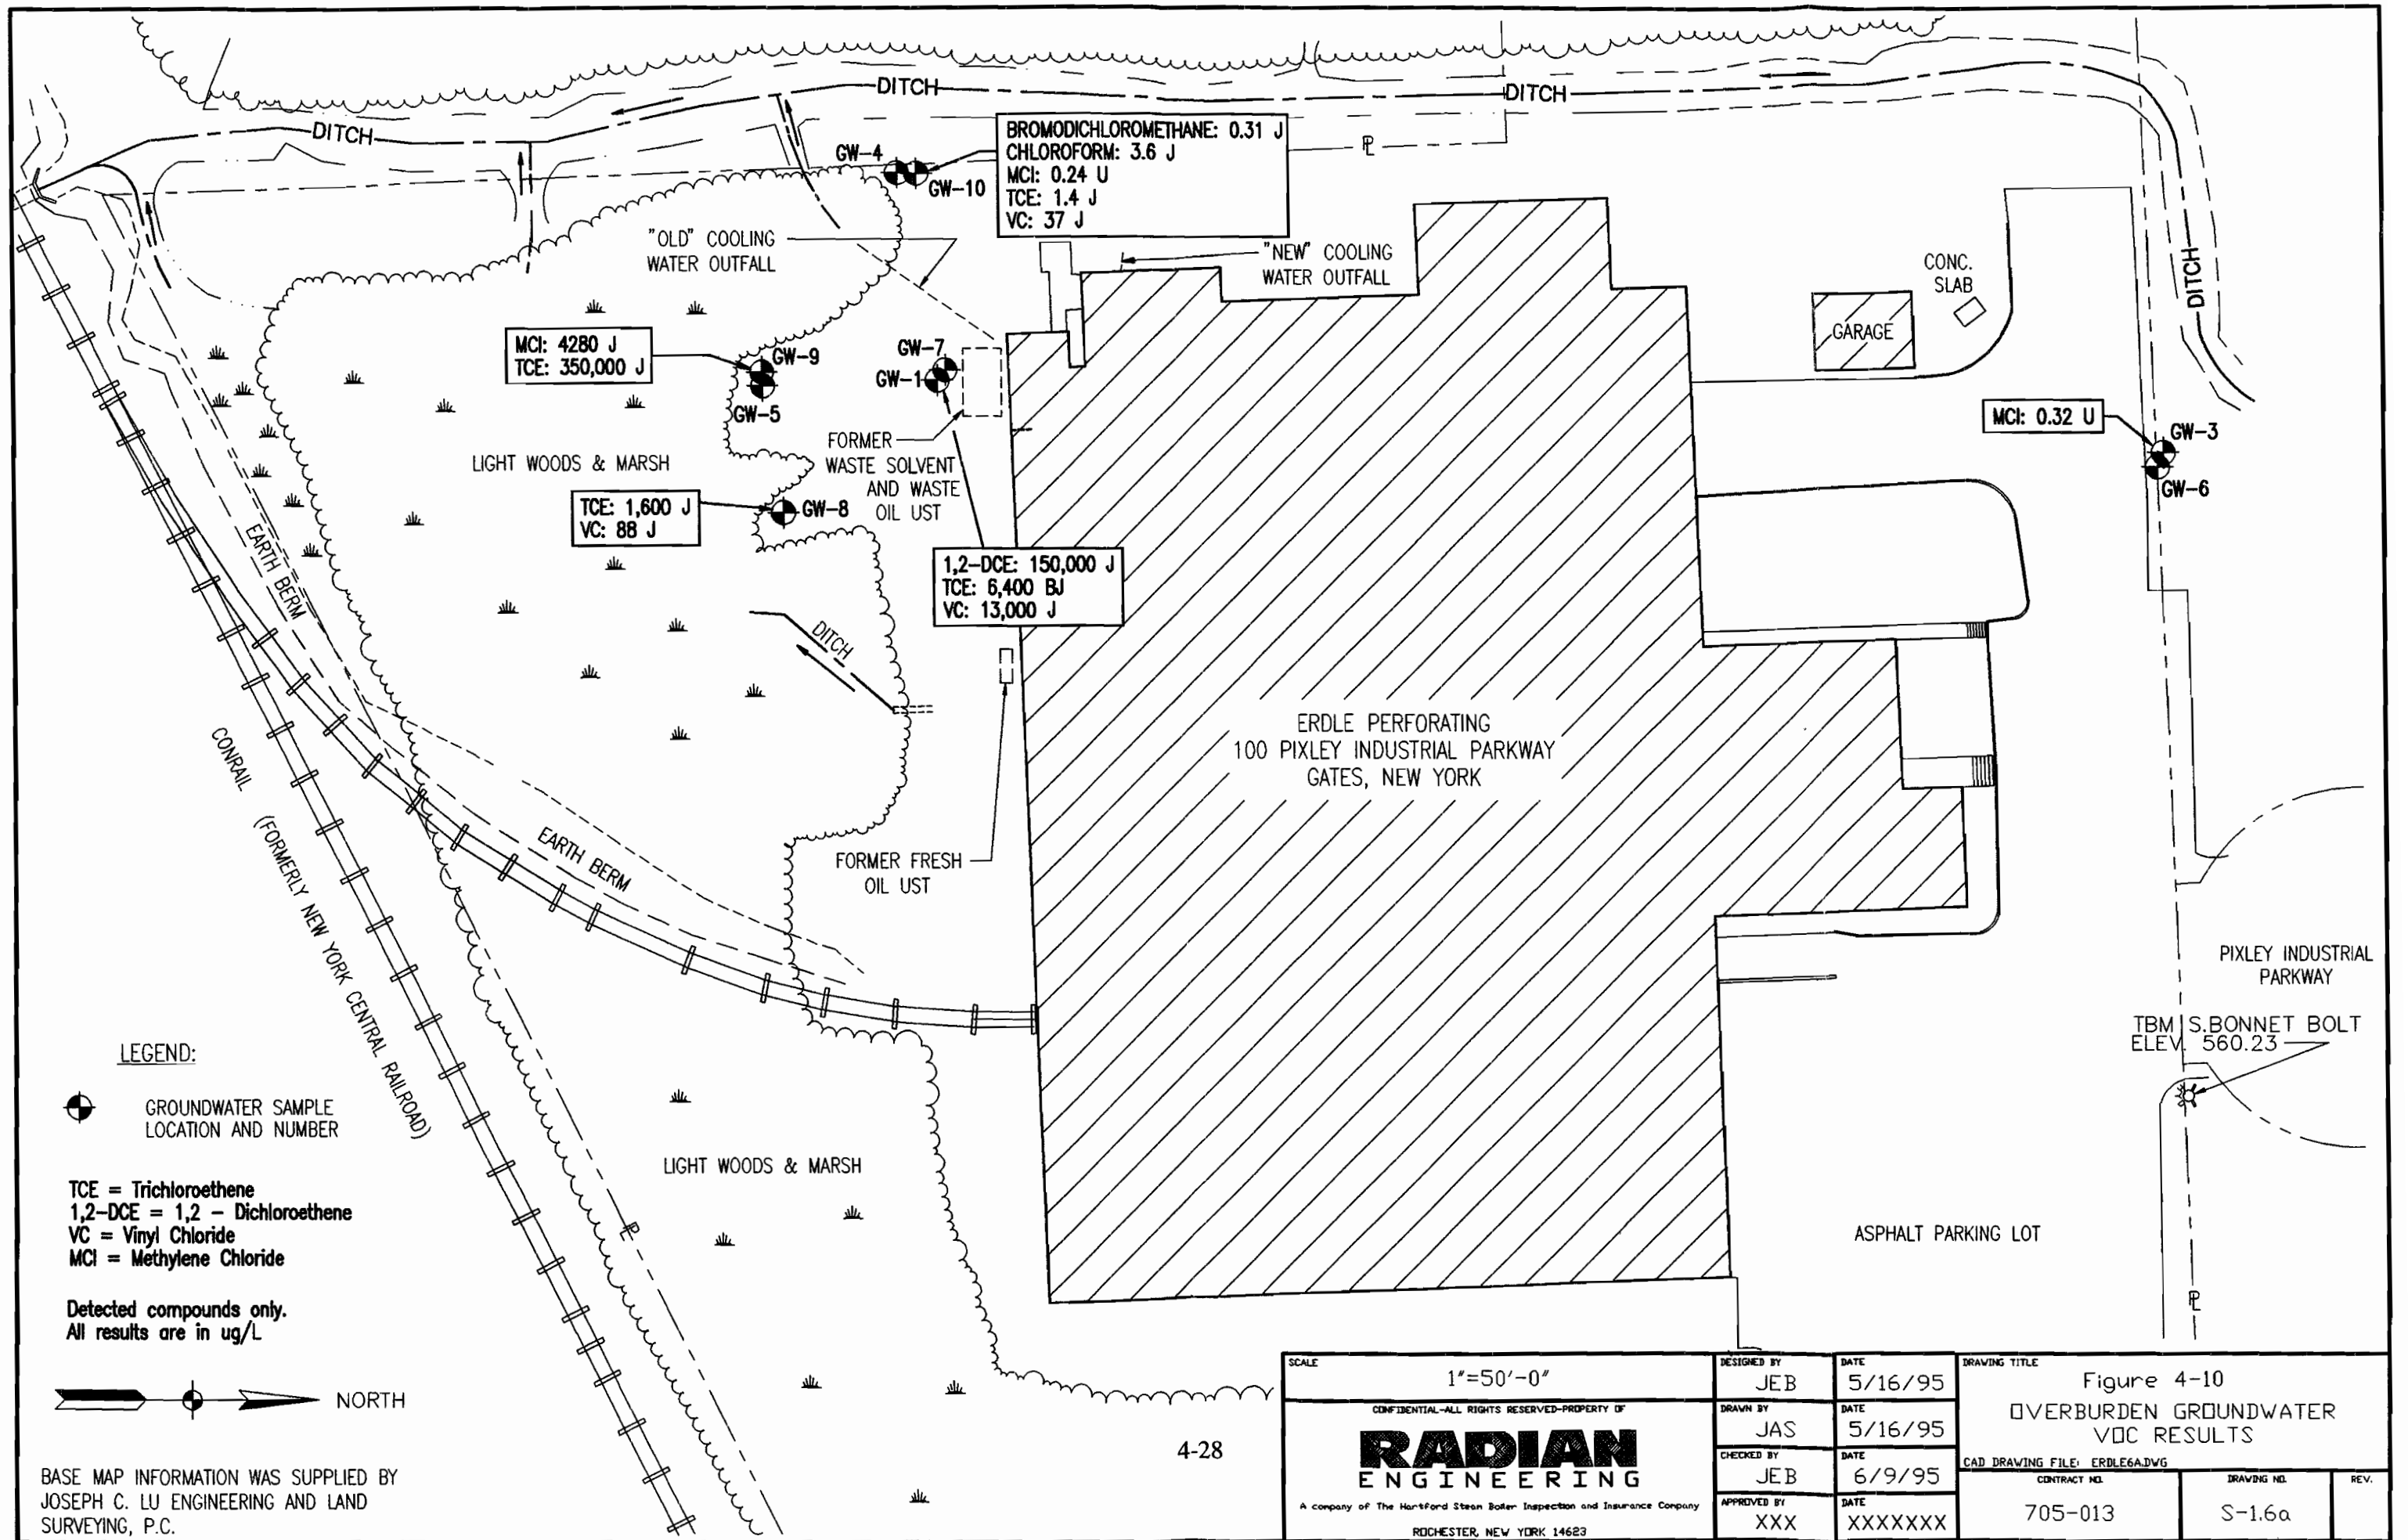 DITCH
DITCH
DITCH
DITCH
GW-4
GW-10
BROMODICHLOROMETHANE: 0.31 J
CHLOROFORM: 3.6 J
MCl: 0.24 U
TCE: 1.4 J
VC: 37 J
"OLD" COOLING
WATER OUTFALL
"NEW" COOLING
WATER OUTFALL
CONC.
SLAB
GARAGE
MCl: 4280 J
TCE: 350,000 J
GW-9
GW-5
GW-7
GW-1
MCl: 0.32 U
GW-3
GW-6
FORMER
WASTE SOLVENT
AND WASTE
OIL UST
LIGHT WOODS & MARSH
TCE: 1,600 J
VC: 88 J
GW-8
1,2-DCE: 150,000 J
TCE: 6,400 BJ
VC: 13,000 J
EARTH BERM
DITCH
ERDLE PERFORATING
100 PIXLEY INDUSTRIAL PARKWAY
GATES, NEW YORK
CONRAIL (FORMERLY NEW YORK CENTRAL RAILROAD)
EARTH BERM
FORMER FRESH
OIL UST
PIXLEY INDUSTRIAL
PARKWAY
TBM S.BONNET BOLT
ELEV. 560.23
LIGHT WOODS & MARSH
ASPHALT PARKING LOT
LEGEND:
GROUNDWATER SAMPLE
LOCATION AND NUMBER
TCE = Trichloroethene
1,2-DCE = 1,2 - Dichloroethene
VC = Vinyl Chloride
MCl = Methylene Chloride
Detected compounds only.
All results are in ug/L
NORTH
BASE MAP INFORMATION WAS SUPPLIED BY
JOSEPH C. LU ENGINEERING AND LAND
SURVEYING, P.C.
4-28
SCALE
1"=50'-0"
CONFIDENTIAL-ALL RIGHTS RESERVED-PROPERTY OF
RADIAN
ENGINEERING
A company of The Hartford Steam Boiler Inspection and Insurance Company
ROCHESTER, NEW YORK 14623
DESIGNED BY
JEB
DATE
5/16/95
DRAWN BY
JAS
DATE
5/16/95
CHECKED BY
JEB
DATE
6/9/95
APPROVED BY
XXX
DATE
XXXXXXX
DRAWING TITLE
Figure 4-10
OVERBURDEN GROUNDWATER
VOC RESULTS
CAD DRAWING FILE: ERDLE6A.DWG
CONTRACT NO.
705-013
DRAWING NO.
S-1.6a
REV.